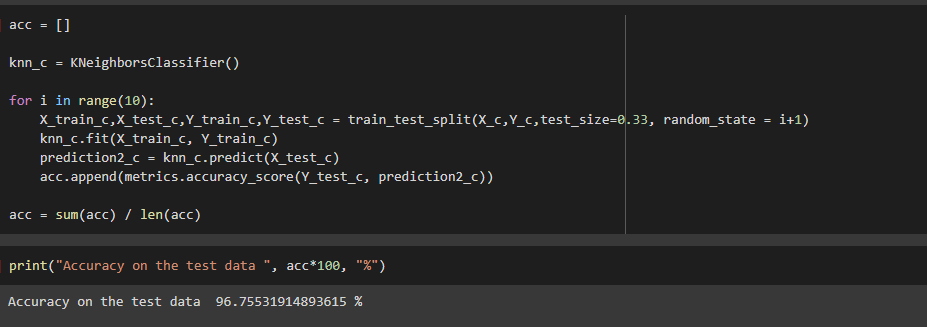 acc = []
knn_c = KNeighborsClassifier()
for i in range(10):
    X_train_c,X_test_c,Y_train_c,Y_test_c = train_test_split(X_c,Y_c,test_size=0.33, random_state = i+1)
    knn_c.fit(X_train_c, Y_train_c)
    prediction2_c = knn_c.predict(X_test_c)
    acc.append(metrics.accuracy_score(Y_test_c, prediction2_c))
acc = sum(acc) / len(acc)
print("Accuracy on the test data ", acc*100, "%")
Accuracy on the test data  96.75531914893615 %